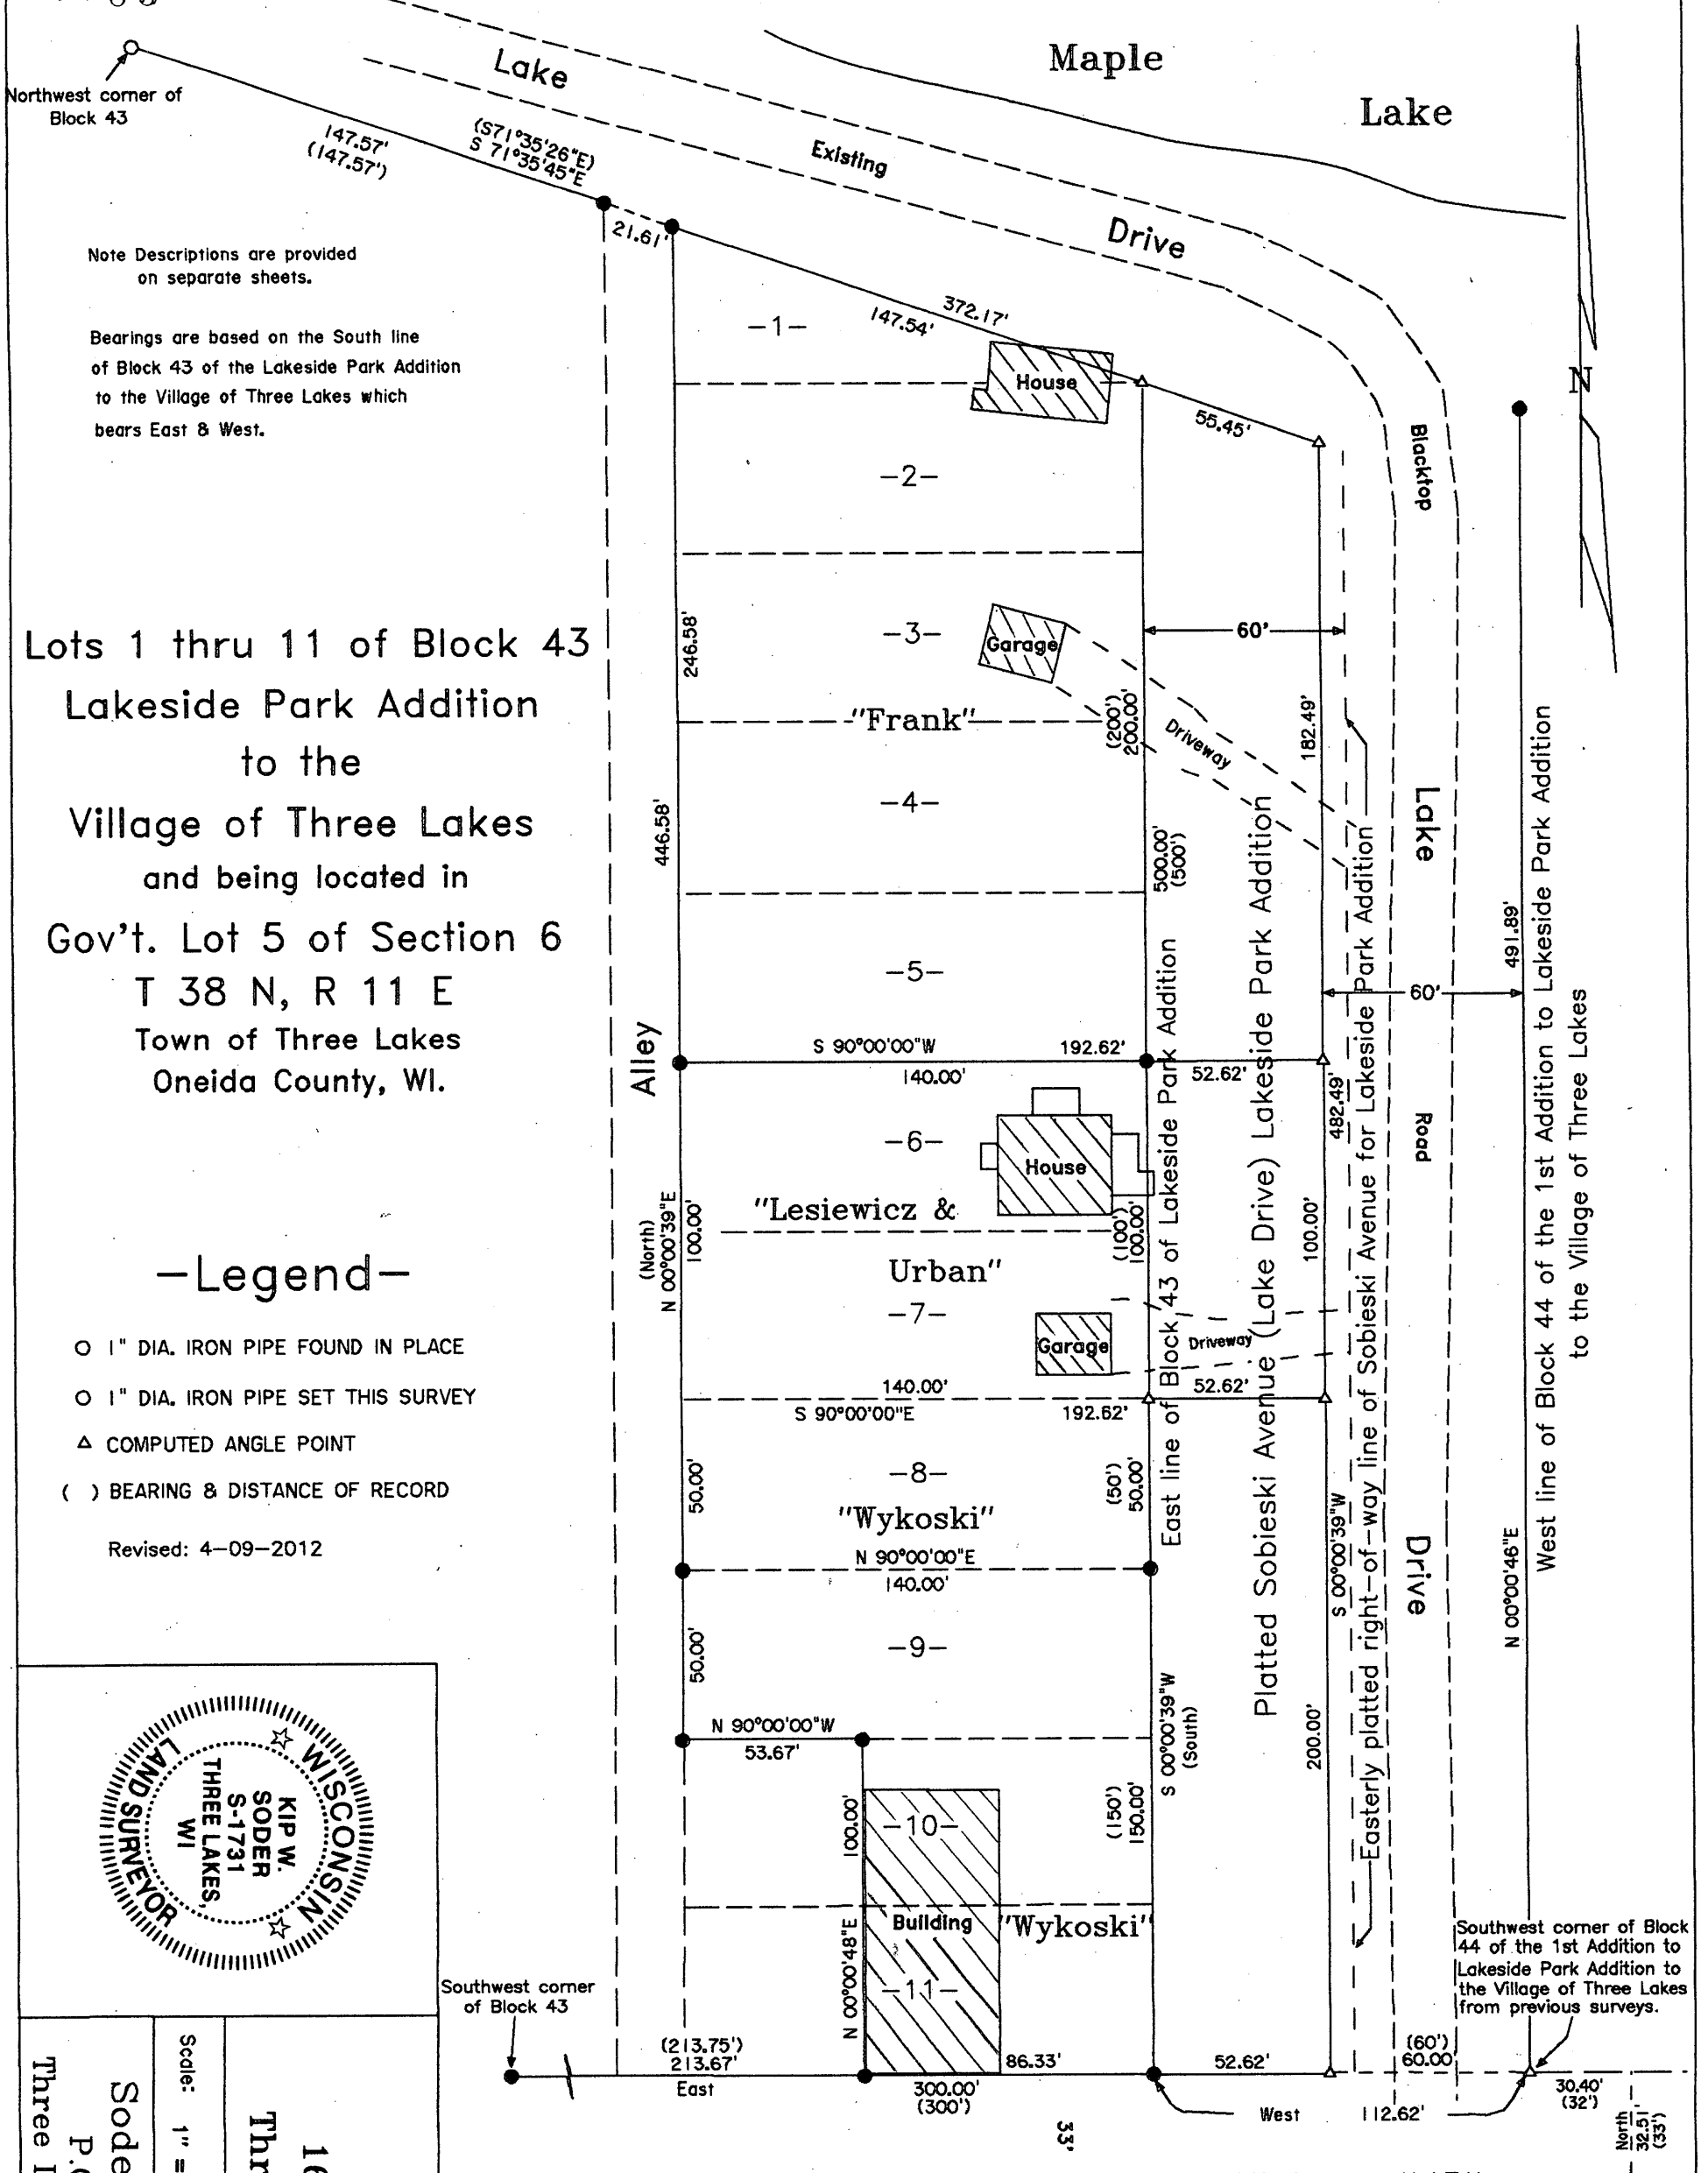 Maple
Lake
Lake
Existing
Drive
Northwest corner of
Block 43
147.57'
(147.57')
(S71°35'26"E)
S 71°35'45"E
21.61'
372.17'
147.54'
55.45'
Note Descriptions are provided
on separate sheets.
Bearings are based on the South line
of Block 43 of the Lakeside Park Addition
to the Village of Three Lakes which
bears East & West.
-1-
House
N
Blacktop
-2-
Lots 1 thru 11 of Block 43
Lakeside Park Addition
to the
Village of Three Lakes
and being located in
Gov't. Lot 5 of Section 6
T 38 N, R 11 E
Town of Three Lakes
Oneida County, WI.
246.58'
446.58'
-3-
Garage
60'
"Frank"
(200')
200.00'
Driveway
182.49'
-4-
500.00'
(500')
Lake
491.89'
-5-
60'
Alley
S 90°00'00"W
192.62'
140.00'
52.62'
482.49'
Road
-6-
House
"Lesiewicz &
Urban"
(North)
N 00°00'39"E
100.00'
(100')
100.00'
100.00'
-7-
Garage
Driveway
140.00'
52.62'
S 90°00'00"E
192.62'
East line of Block 43 of Lakeside Park Addition
Platted Sobieski Avenue (Lake Drive) Lakeside Park Addition
Easterly platted right-of-way line of Sobieski Avenue for Lakeside Park Addition
West line of Block 44 of the 1st Addition to Lakeside Park Addition
to the Village of Three Lakes
-Legend-
O 1" DIA. IRON PIPE FOUND IN PLACE
O 1" DIA. IRON PIPE SET THIS SURVEY
△ COMPUTED ANGLE POINT
( ) BEARING & DISTANCE OF RECORD
Revised: 4-09-2012
50.00'
-8-
(50')
50.00'
"Wykoski"
N 90°00'00"E
140.00'
S 00°00'39"W
Drive
N 00°00'46"E
50.00'
-9-
N 90°00'00"W
53.67'
S 00°00'39"W
(South)
200.00'
100.00'
-10-
(150')
150.00'
Building
"Wykoski"
N 00°00'48"E
-11-
WISCONSIN
KIP W.
SODER
S-1731
THREE LAKES,
WI
LAND SURVEYOR
Southwest corner
of Block 43
Southwest corner of Block
44 of the 1st Addition to
Lakeside Park Addition to
the Village of Three Lakes
from previous surveys.
(213.75')
213.67'
East
86.33'
300.00'
(300')
52.62'
(60')
60.00'
West
112.62'
30.40'
(32')
North
32.51'
(33')
33'
Scale: 1" =